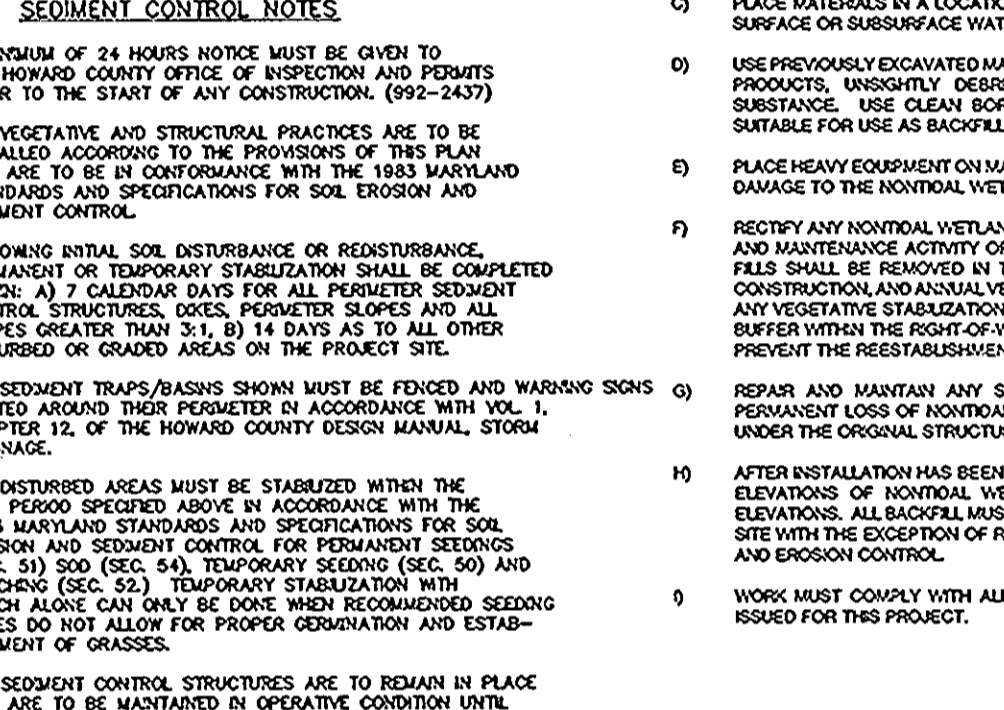 SEDIMENT CONTROL NOTES
NIMUM OF 24 HOURS NOTICE MUST BE GIVEN TO
HOWARD COUNTY OFFICE OF INSPECTION AND PERMITS
R TO THE START OF ANY CONSTRUCTION. (992-2437)
VEGETATIVE AND STRUCTURAL PRACTICES ARE TO BE
ALLED ACCORDING TO THE PROVISIONS OF THIS PLAN
ARE TO BE IN CONFORMANCE WITH THE 1983 MARYLAND
NDARDS AND SPECIFICATIONS FOR SOIL EROSION AND
MENT CONTROL.
OWING INITIAL SOIL DISTURBANCE OR REDISTURBANCE,
MANENT OR TEMPORARY STABILIZATION SHALL BE COMPLETED
IN: A) 7 CALENDAR DAYS FOR ALL PERIMETER SEDIMENT
TROL STRUCTURES, DIKES, PERIMETER SLOPES AND ALL
PES GREATER THAN 3:1, B) 14 DAYS AS TO ALL OTHER
URBED OR GRADED AREAS ON THE PROJECT SITE.
SEDIMENT TRAPS/BASINS SHOWN MUST BE FENCED AND WARNING SIGNS
TED AROUND THEIR PERIMETER IN ACCORDANCE WITH VOL. 1,
PTER 12, OF THE HOWARD COUNTY DESIGN MANUAL, STORM
NAGE.
DISTURBED AREAS MUST BE STABILIZED WITHIN THE
PERIOD SPECIFIED ABOVE IN ACCORDANCE WITH THE
MARYLAND STANDARDS AND SPECIFICATIONS FOR SOIL
SION AND SEDIMENT CONTROL FOR PERMANENT SEEDINGS
C. 51) SOD (SEC. 54), TEMPORARY SEEDING (SEC. 50) AND
CHING (SEC. 52.) TEMPORARY STABILIZATION WITH
CH ALONE CAN ONLY BE DONE WHEN RECOMMENDED SEEDING
ES DO NOT ALLOW FOR PROPER GERMINATION AND ESTAB-
MENT OF GRASSES.
SEDIMENT CONTROL STRUCTURES ARE TO REMAIN IN PLACE
ARE TO BE MAINTAINED IN OPERATIVE CONDITION UNTIL
C) PLACE MATERIALS IN A LOCATIO
SURFACE OR SUBSURFACE WAT
D) USE PREVIOUSLY EXCAVATED MA
PRODUCTS, UNSIGHTLY DEBR
SUBSTANCE. USE CLEAN BOR
SUITABLE FOR USE AS BACKFILL
E) PLACE HEAVY EQUIPMENT ON MA
DAMAGE TO THE NONTIDAL WET
F) RECTIFY ANY NONTIDAL WETLAN
AND MAINTENANCE ACTIVITY OF
FILLS SHALL BE REMOVED IN T
CONSTRUCTION, AND ANNUAL VE
ANY VEGETATIVE STABILIZATION
BUFFER WITHIN THE RIGHT-OF-W
PREVENT THE REESTABLISHMEN
G) REPAIR AND MAINTAIN ANY S
PERMANENT LOSS OF NONTIDAL
UNDER THE ORIGINAL STRUCTU
H) AFTER INSTALLATION HAS BEEN
ELEVATIONS OF NONTIDAL WE
ELEVATIONS. ALL BACKFILL MUS
SITE WITH THE EXCEPTION OF R
AND EROSION CONTROL.
I) WORK MUST COMPLY WITH ALL
ISSUED FOR THIS PROJECT.